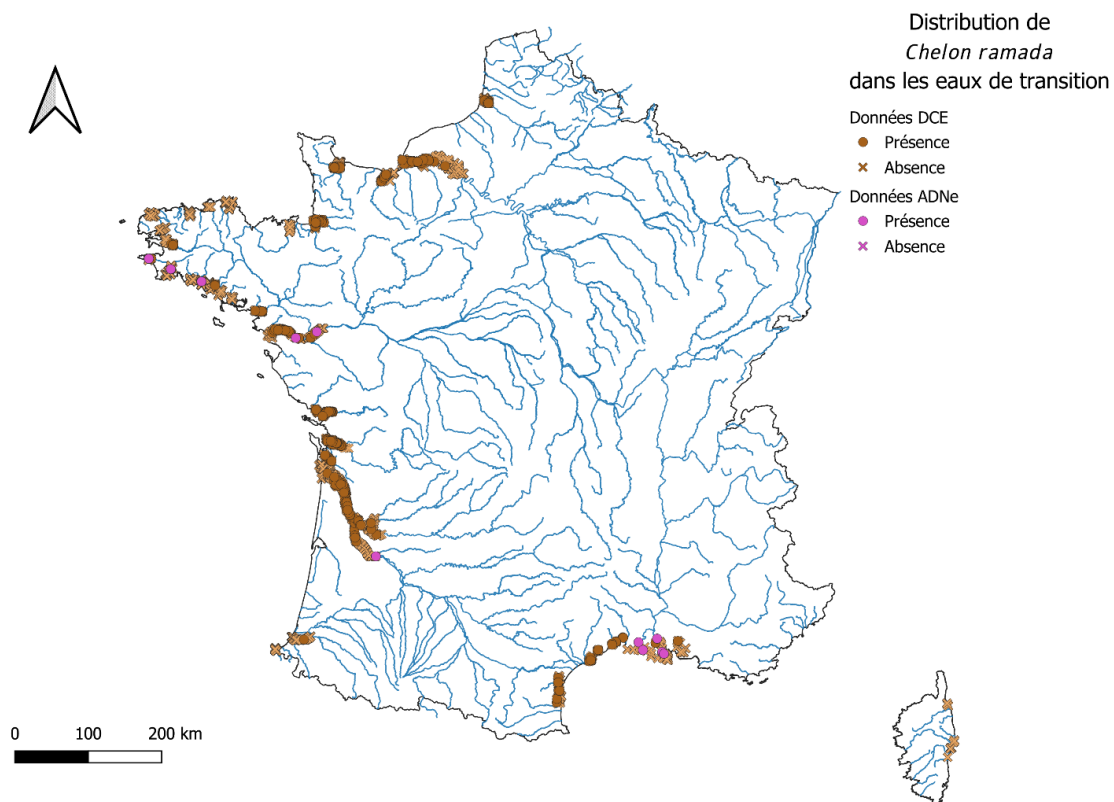 Distribution de
Chelon ramada
dans les eaux de transition
Données DCE
Présence
Absence
Données ADNe
Présence
Absence
0 100 200 km